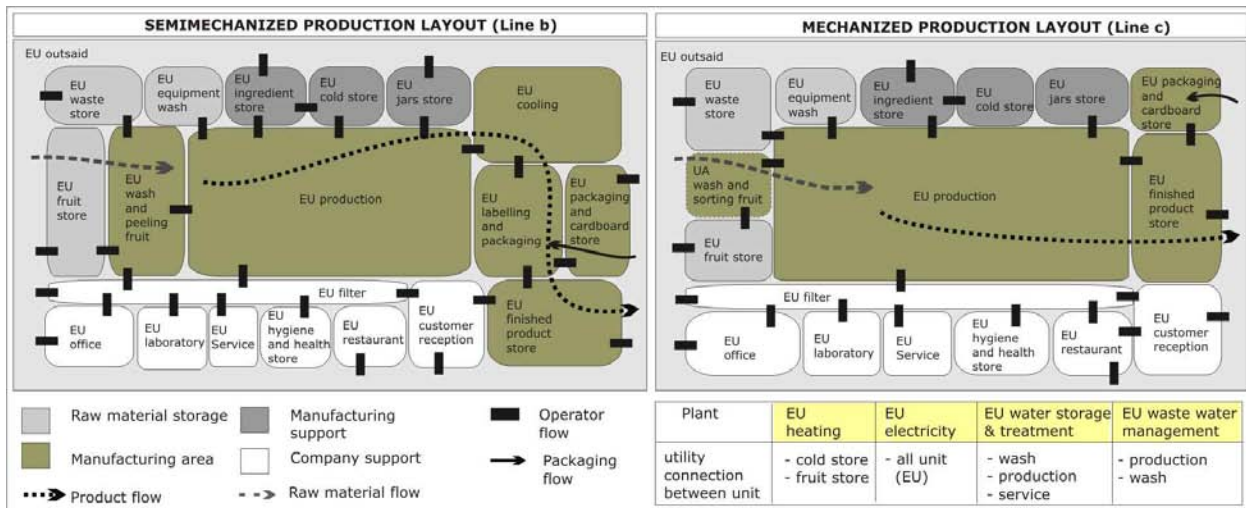 SEMIMECHANIZED PRODUCTION LAYOUT (Line b)
EU outsaid
EU
waste
store
EU
equipment
wash
EU
ingredient
store
EU
cold store
EU
jars store
EU
cooling
EU
fruit
store
EU
wash
and
peeling
fruit
EU production
EU
labelling
and
packaging
EU
packaging
and
cardboard
store
EU filter
EU
office
EU
laboratory
EU
Service
EU
hygiene
and health
store
EU
restaurant
EU
customer
reception
EU
finished
product
store
MECHANIZED PRODUCTION LAYOUT (Line c)
EU outsaid
EU
waste
store
EU
equipment
wash
EU
ingredient
store
EU
cold store
EU
jars store
EU packaging
and
cardboard
store
UA
wash and
sorting fruit
EU
fruit store
EU production
EU
finished
product
store
EU filter
EU
office
EU
laboratory
EU
Service
EU
hygiene
and health
store
EU
restaurant
EU
customer
reception
Raw material storage
Manufacturing
support
Operator
flow
Manufacturing area
Company support
Packaging flow
Product flow
Raw material flow
Plant
EU
heating
EU
electricity
EU water storage
& treatment
EU waste water
management
utility
connection
between unit
- cold store
- fruit store
- all unit
(EU)
- wash
- production
- service
- production
- wash